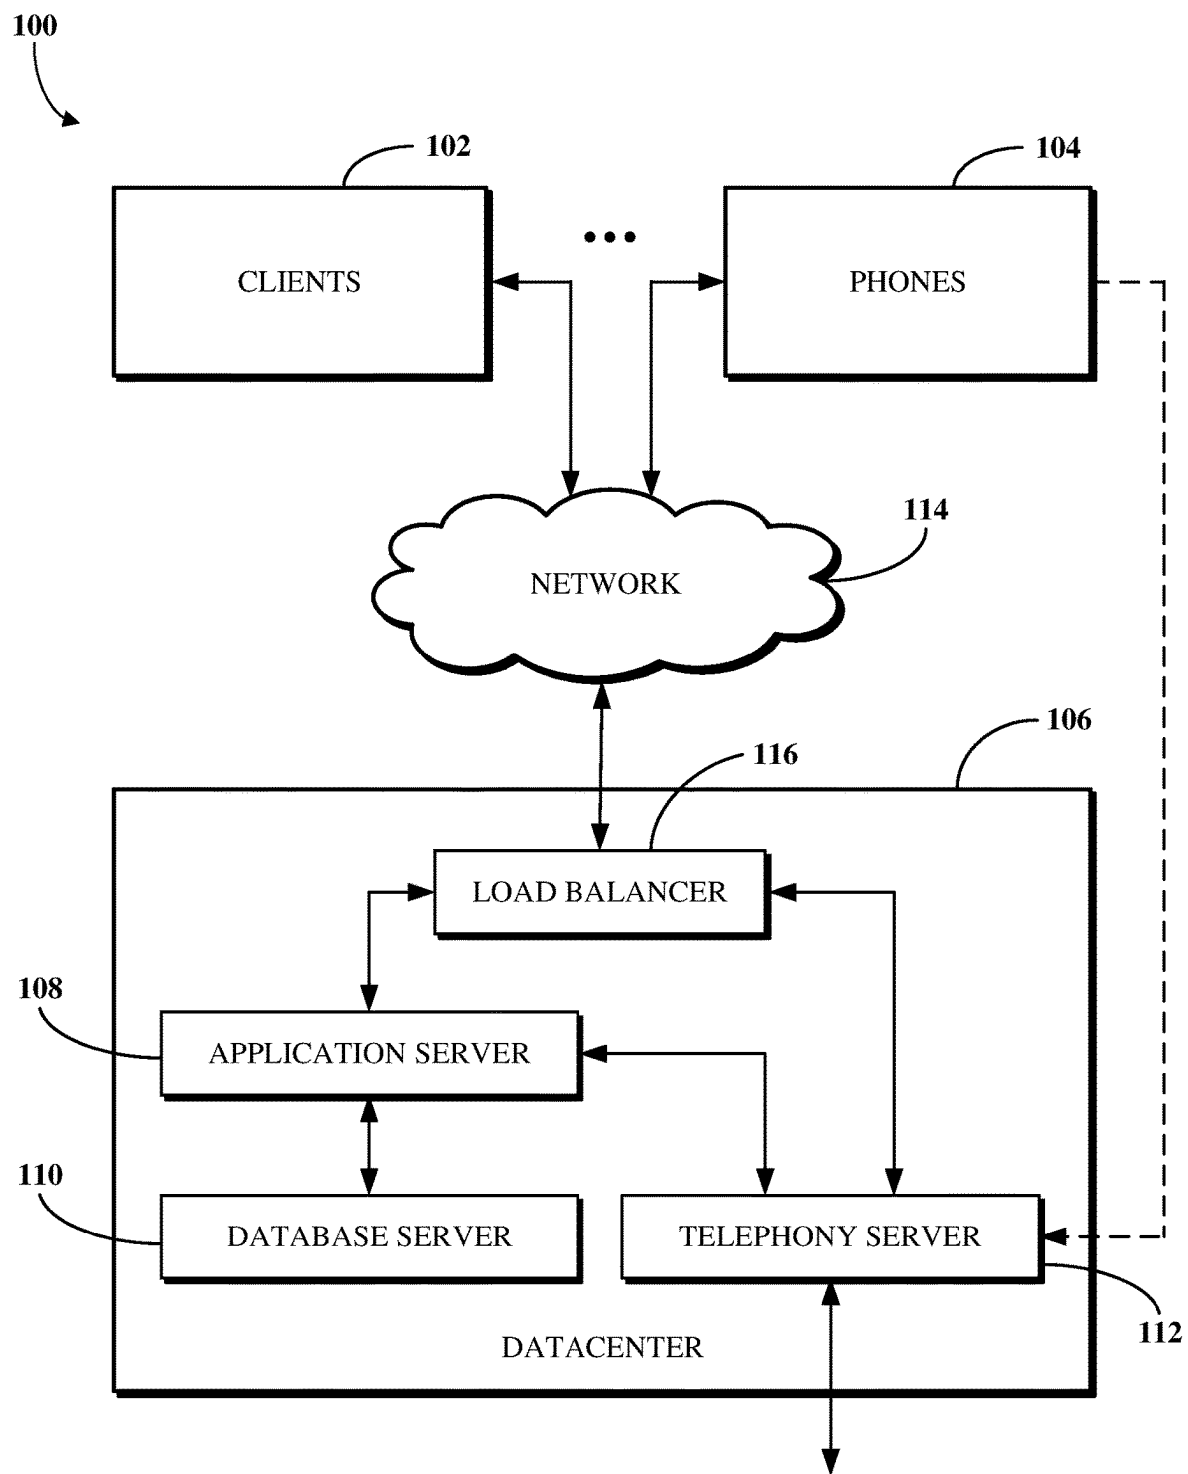 100
102
104
CLIENTS
PHONES
114
NETWORK
106
116
LOAD BALANCER
108
APPLICATION SERVER
110
DATABASE SERVER
TELEPHONY SERVER
112
DATACENTER